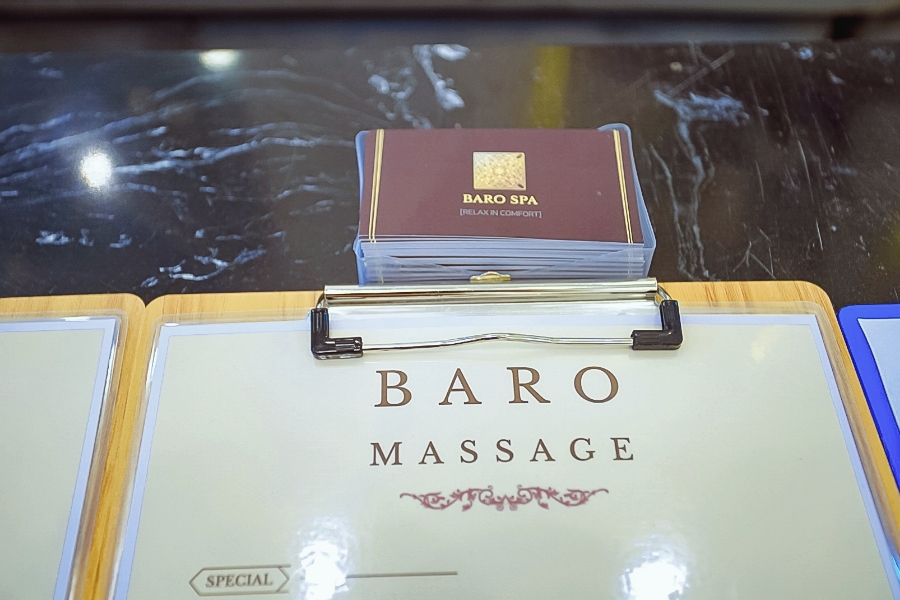 BARO SPA
[RELAX IN COMFORT]
BARO
MASSAGE
SPECIAL